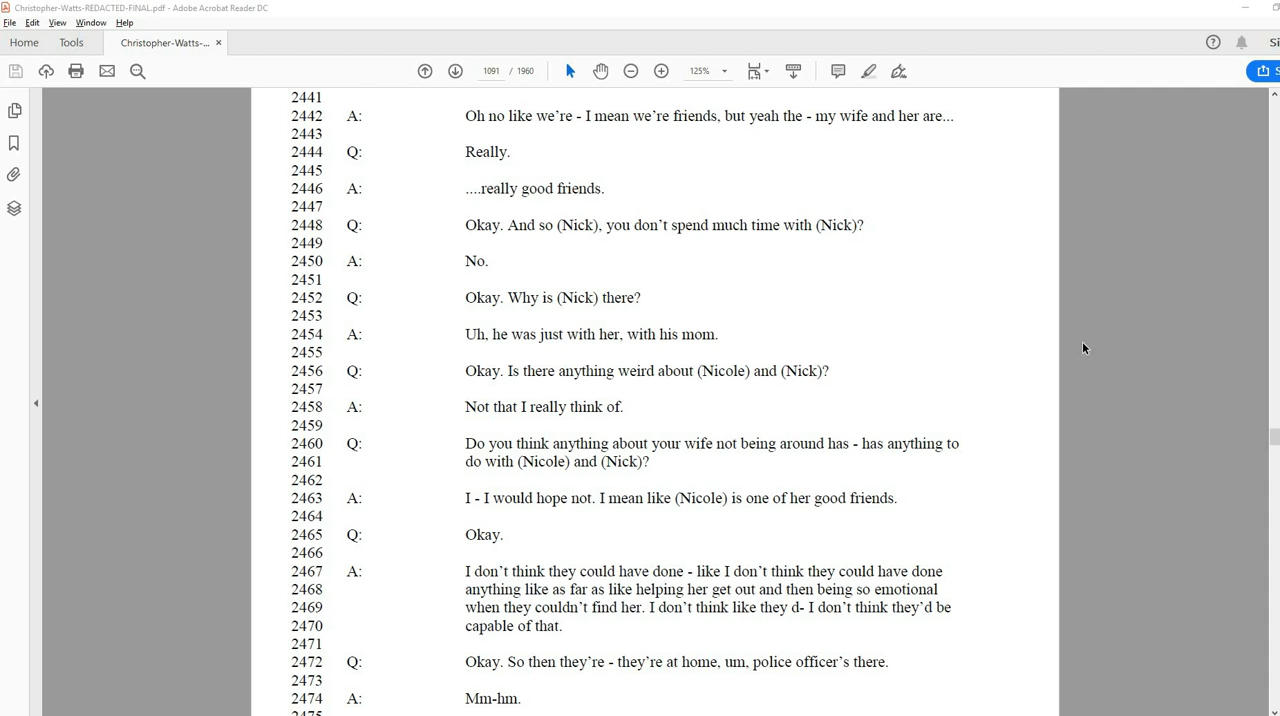 Christopher-Watts-REDACTED-FINAL.pdf - Adobe Acrobat Reader DC
File Edit View Window Help
Home Tools Christopher-Watts-... × Si
1091 / 1960 125% S
2441
2442 A: Oh no like we're - I mean we're friends, but yeah the - my wife and her are...
2443
2444 Q: Really.
2445
2446 A: ....really good friends.
2447
2448 Q: Okay. And so (Nick), you don't spend much time with (Nick)?
2449
2450 A: No.
2451
2452 Q: Okay. Why is (Nick) there?
2453
2454 A: Uh, he was just with her, with his mom.
2455
2456 Q: Okay. Is there anything weird about (Nicole) and (Nick)?
2457
2458 A: Not that I really think of.
2459
2460 Q: Do you think anything about your wife not being around has - has anything to
2461 do with (Nicole) and (Nick)?
2462
2463 A: I - I would hope not. I mean like (Nicole) is one of her good friends.
2464
2465 Q: Okay.
2466
2467 A: I don't think they could have done - like I don't think they could have done
2468 anything like as far as like helping her get out and then being so emotional
2469 when they couldn't find her. I don't think like they d- I don't think they'd be
2470 capable of that.
2471
2472 Q: Okay. So then they're - they're at home, um, police officer's there.
2473
2474 A: Mm-hm.
2475